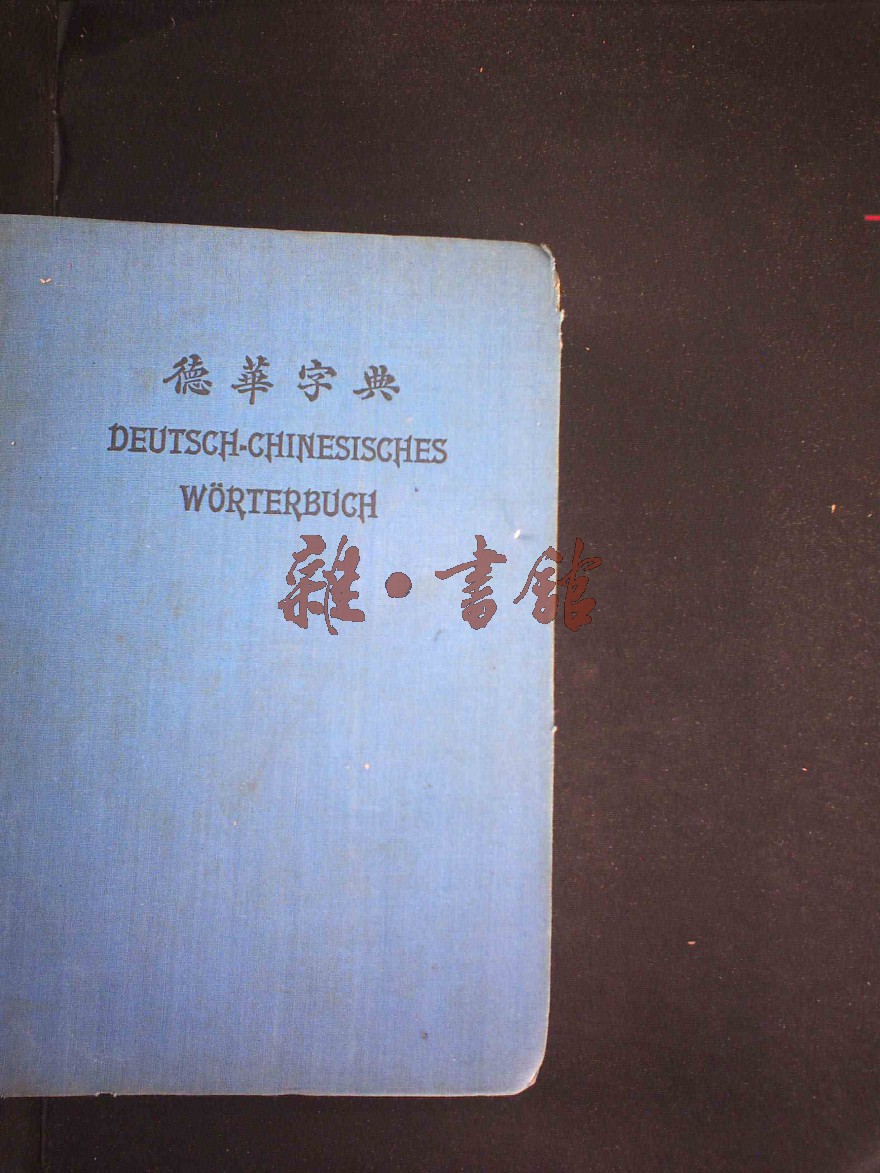 德華字典
DEUTSCH-CHINESISCHES
WÖRTERBUCH
雜·書館